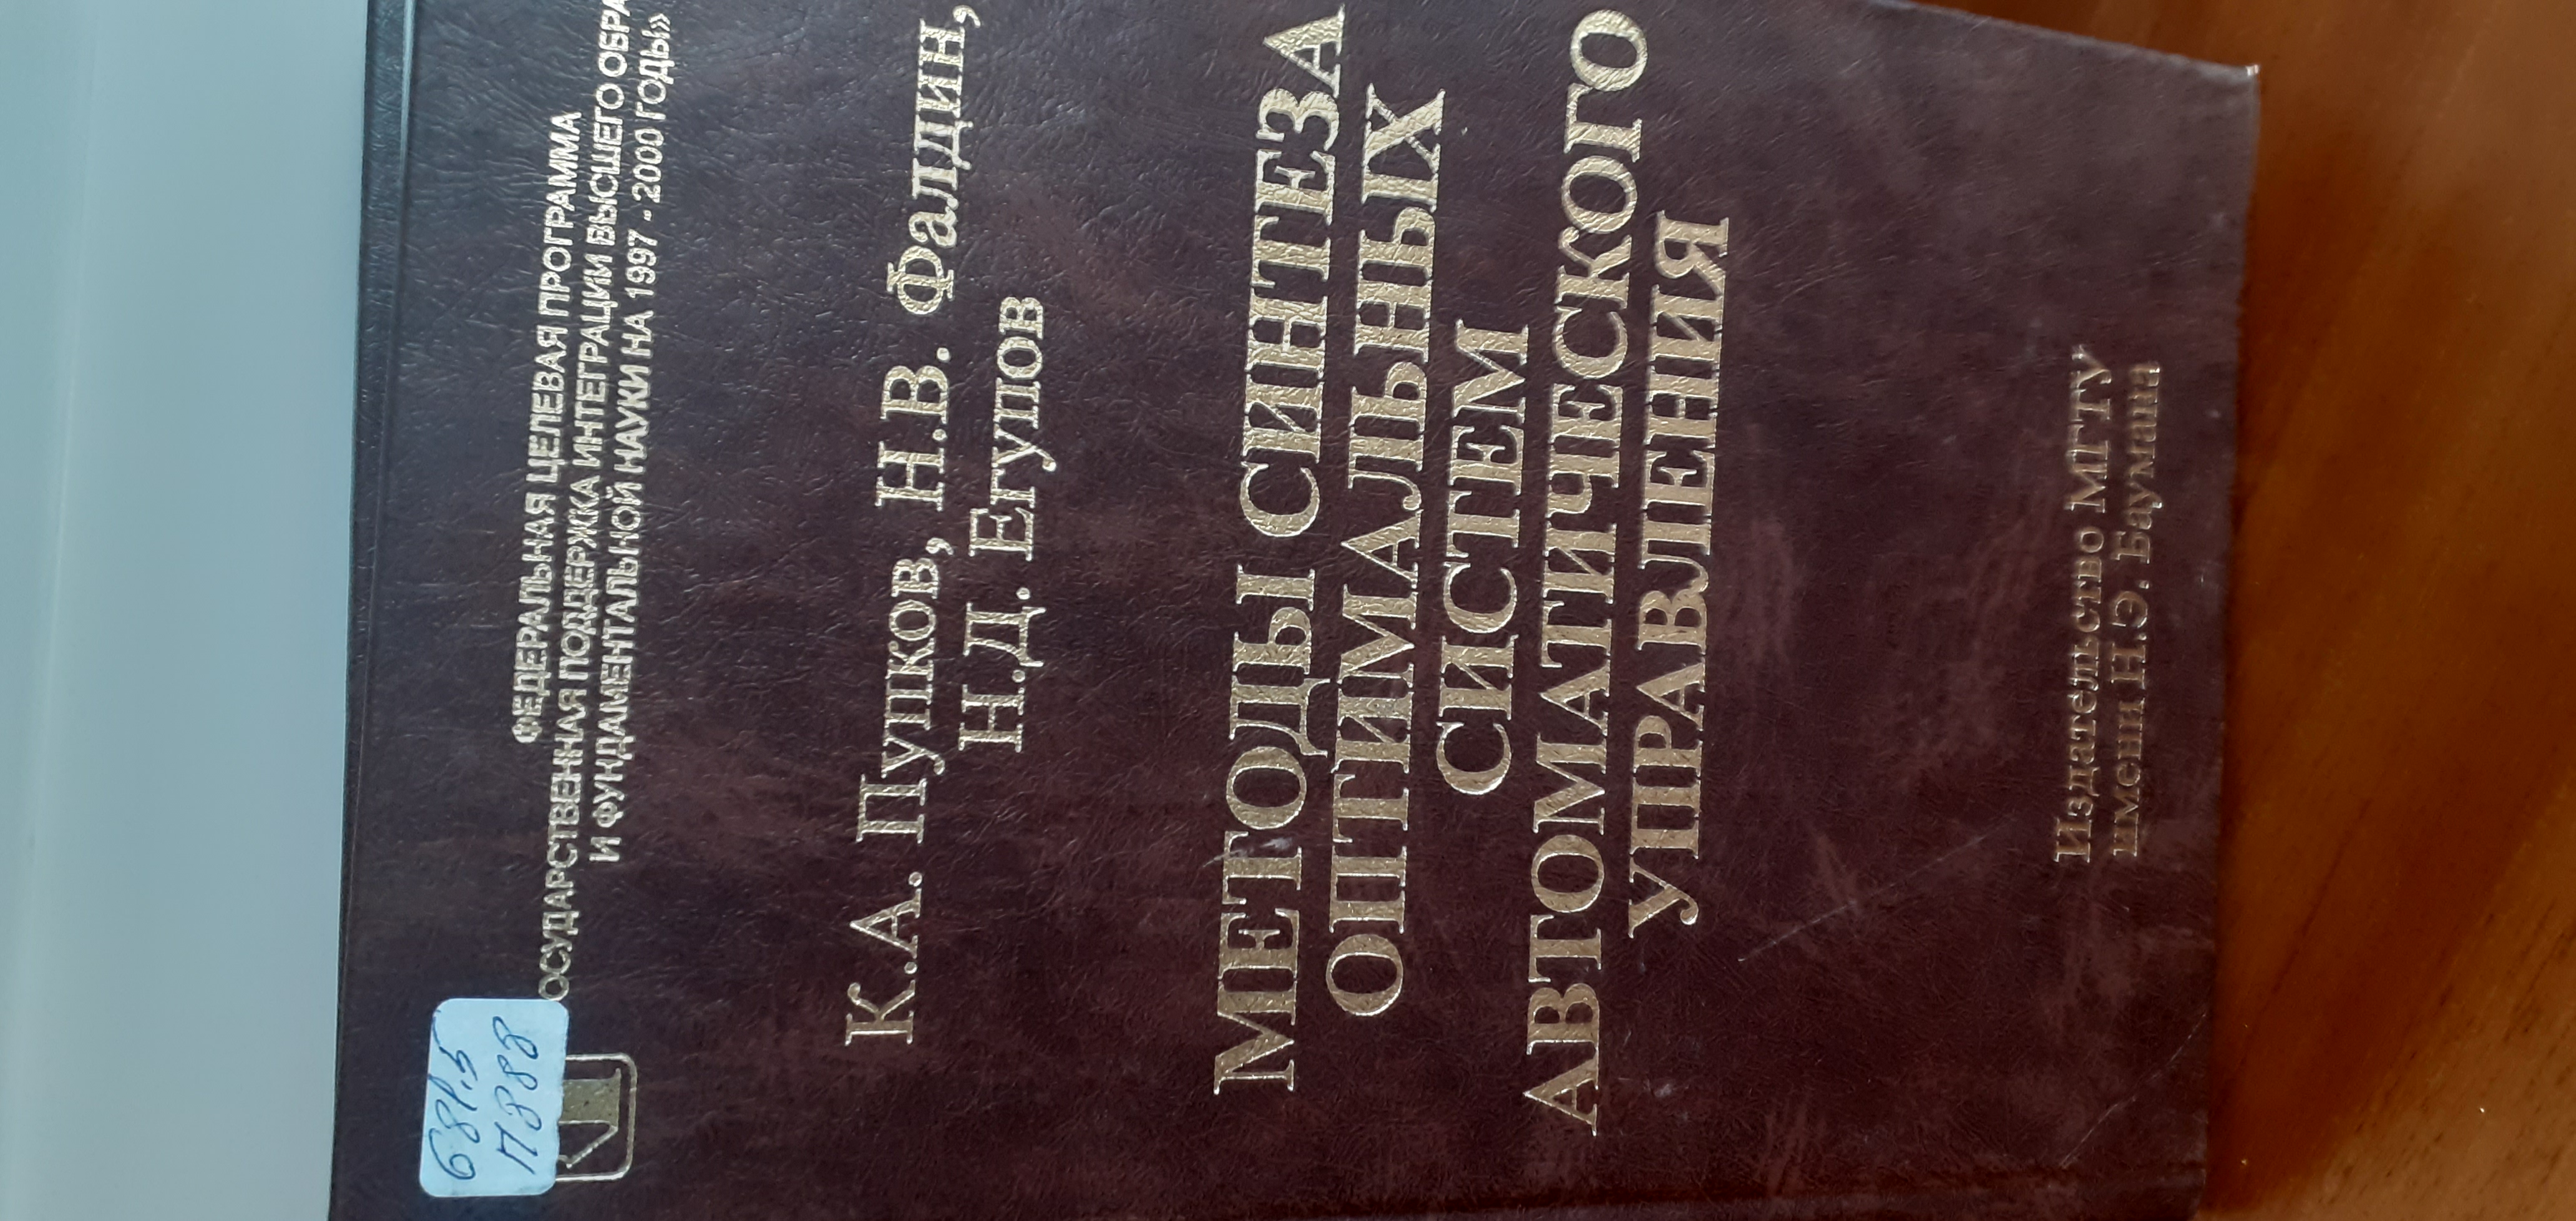 681.5
П888
ФЕДЕРАЛЬНАЯ ЦЕЛЕВАЯ ПРОГРАММА
ОСУДАРСТВЕННАЯ ПОДДЕРЖКА ИНТЕГРАЦИИ ВЫСШЕГО ОБРА
И ФУНДАМЕНТАЛЬНОЙ НАУКИ НА 1997 - 2000 ГОДЫ»
К.А. Пупков, Н.В. Фалдин,
Н.Д. Егупов
МЕТОДЫ СИНТЕЗА
ОПТИМАЛЬНЫХ
СИСТЕМ
АВТОМАТИЧЕСКОГО
УПРАВЛЕНИЯ
Издательство МГТУ
имени Н.Э. Баумана